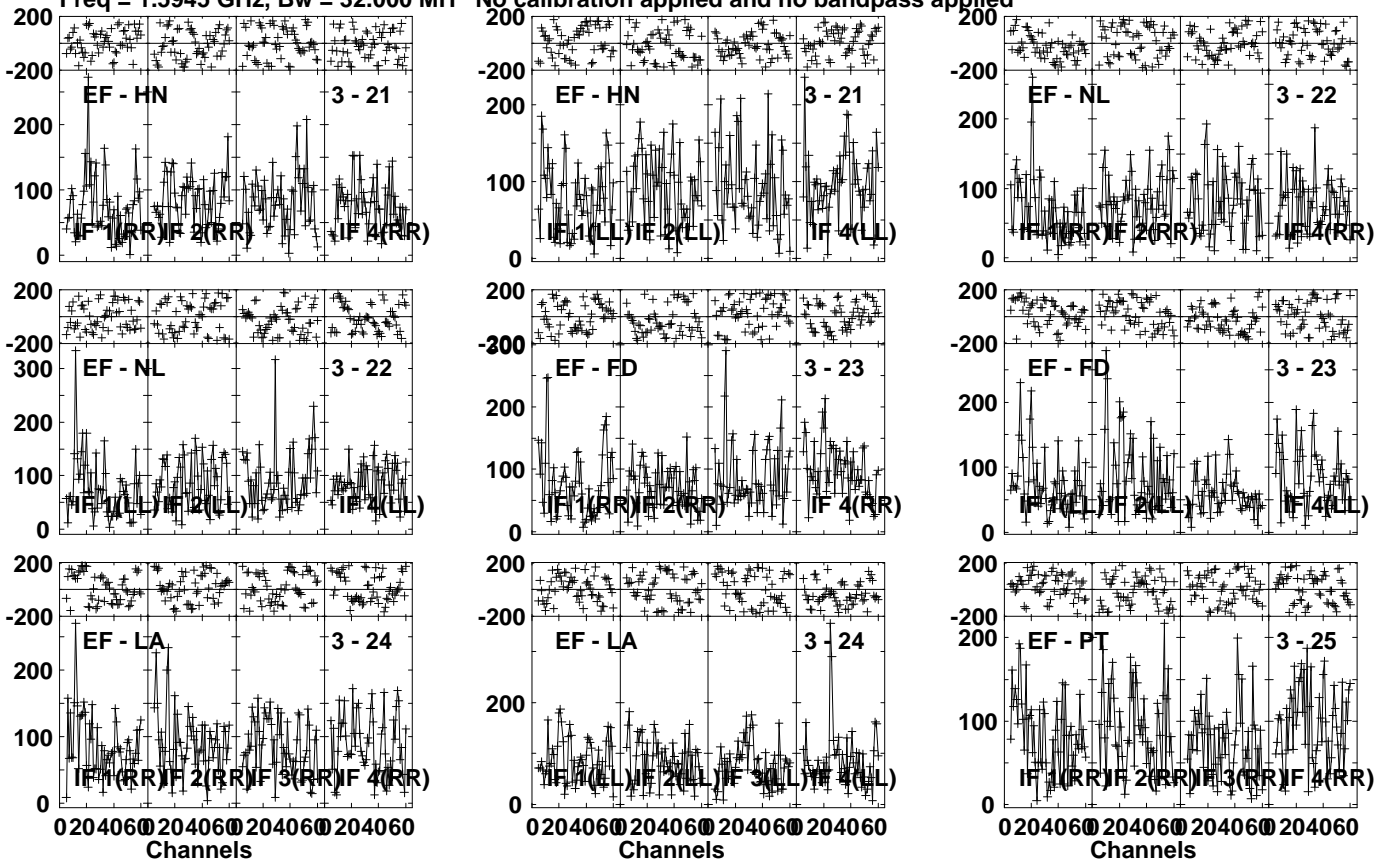 Freq = 1.5945 GHz, Bw = 32.000 MH No calibration applied and no bandpass applied
200
-200
EF - HN 3 - 21
200
100
0
IF 1(RR) IF 2(RR) IF 4(RR)
EF - HN 3 - 21
200
100
0
IF 1(LL) IF 2(LL) IF 4(LL)
200
-200
EF - NL 3 - 22
200
100
0
IF 1(RR) IF 2(RR) IF 4(RR)
200
-200
EF - NL 3 - 22
300
200
100
0
IF 1(LL) IF 2(LL) IF 4(LL)
200
-200
300
EF - FD 3 - 23
200
100
0
IF 1(RR) IF 2(RR) IF 4(RR)
200
-200
EF - FD 3 - 23
200
100
0
IF 1(LL) IF 2(LL) IF 4(LL)
200
-200
EF - LA 3 - 24
200
100
0
IF 1(RR) IF 2(RR) IF 3(RR) IF 4(RR)
0 20 40 60 0 20 40 60 0 20 40 60 0 20 40 60
Channels
200
-200
EF - LA 3 - 24
200
0
IF 1(LL) IF 2(LL) IF 3(LL) IF 4(LL)
0 20 40 60 0 20 40 60 0 20 40 60 0 20 40 60
Channels
200
-200
EF - PT 3 - 25
200
100
0
IF 1(RR) IF 2(RR) IF 3(RR) IF 4(RR)
0 20 40 60 0 20 40 60 0 20 40 60 0 20 40 60
Channels